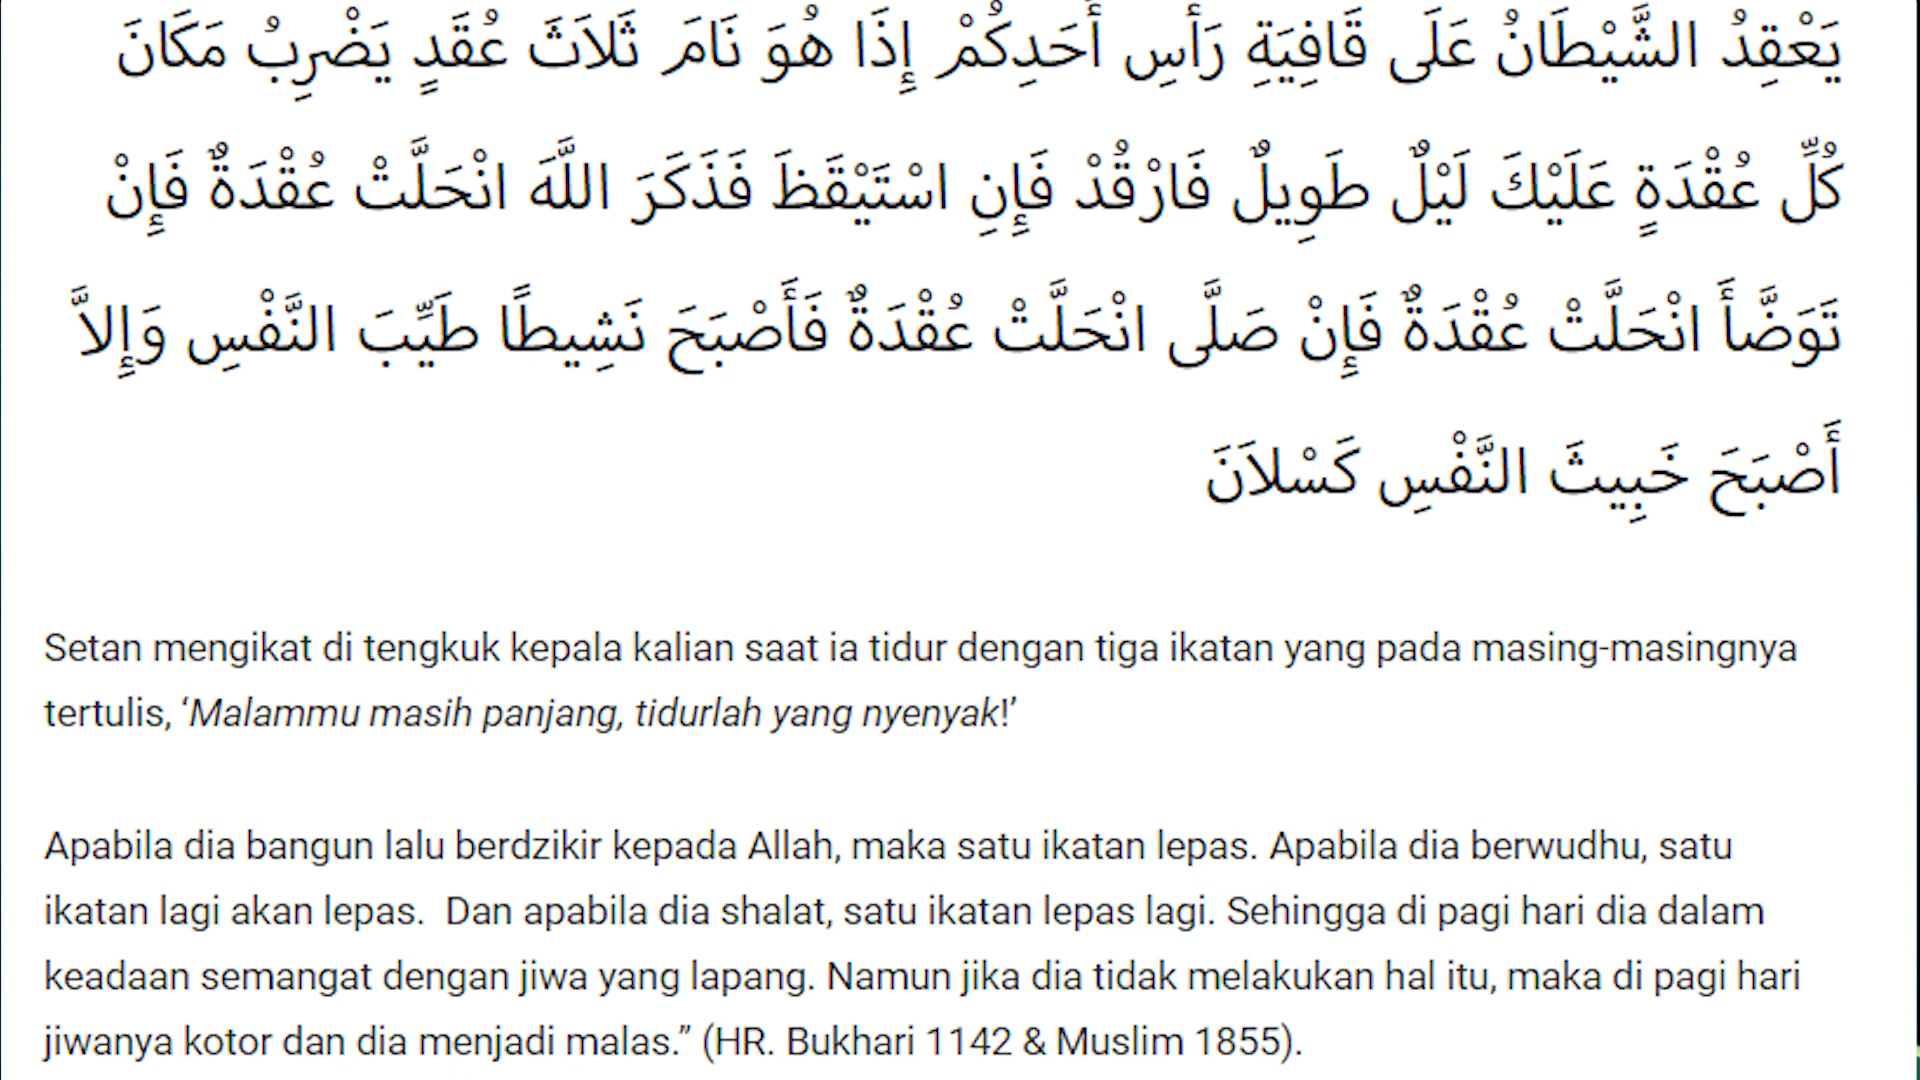 يَعْقِدُ الشَّيْطَانُ عَلَى قَافِيَةِ رَأْسِ أَحَدِكُمْ إِذَا هُوَ نَامَ ثَلاَثَ عُقَدٍ يَضْرِبُ مَكَانَ
كُلِّ عُقْدَةٍ عَلَيْكَ لَيْلٌ طَوِيلٌ فَارْقُدْ فَإِنِ اسْتَيْقَظَ فَذَكَرَ اللَّهَ انْحَلَّتْ عُقْدَةٌ فَإِنْ
تَوَضَّأَ انْحَلَّتْ عُقْدَةٌ فَإِنْ صَلَّى انْحَلَّتْ عُقْدَةٌ فَأَصْبَحَ نَشِيطًا طَيِّبَ النَّفْسِ وَإِلاَّ
أَصْبَحَ خَبِيثَ النَّفْسِ كَسْلاَنَ
Setan mengikat di tengkuk kepala kalian saat ia tidur dengan tiga ikatan yang pada masing-masingnya
tertulis, ‘Malammu masih panjang, tidurlah yang nyenyak!’
Apabila dia bangun lalu berdzikir kepada Allah, maka satu ikatan lepas. Apabila dia berwudhu, satu
ikatan lagi akan lepas.  Dan apabila dia shalat, satu ikatan lepas lagi. Sehingga di pagi hari dia dalam
keadaan semangat dengan jiwa yang lapang. Namun jika dia tidak melakukan hal itu, maka di pagi hari
jiwanya kotor dan dia menjadi malas.” (HR. Bukhari 1142 & Muslim 1855).